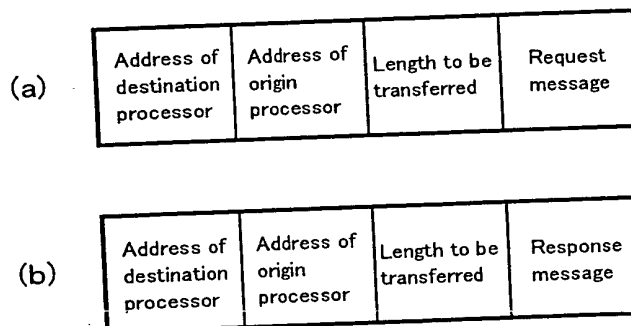 (a)
Address of
destination
processor
Address of
origin
processor
Length to be
transferred
Request
message
(b)
Address of
destination
processor
Address of
origin
processor
Length to be
transferred
Response
message